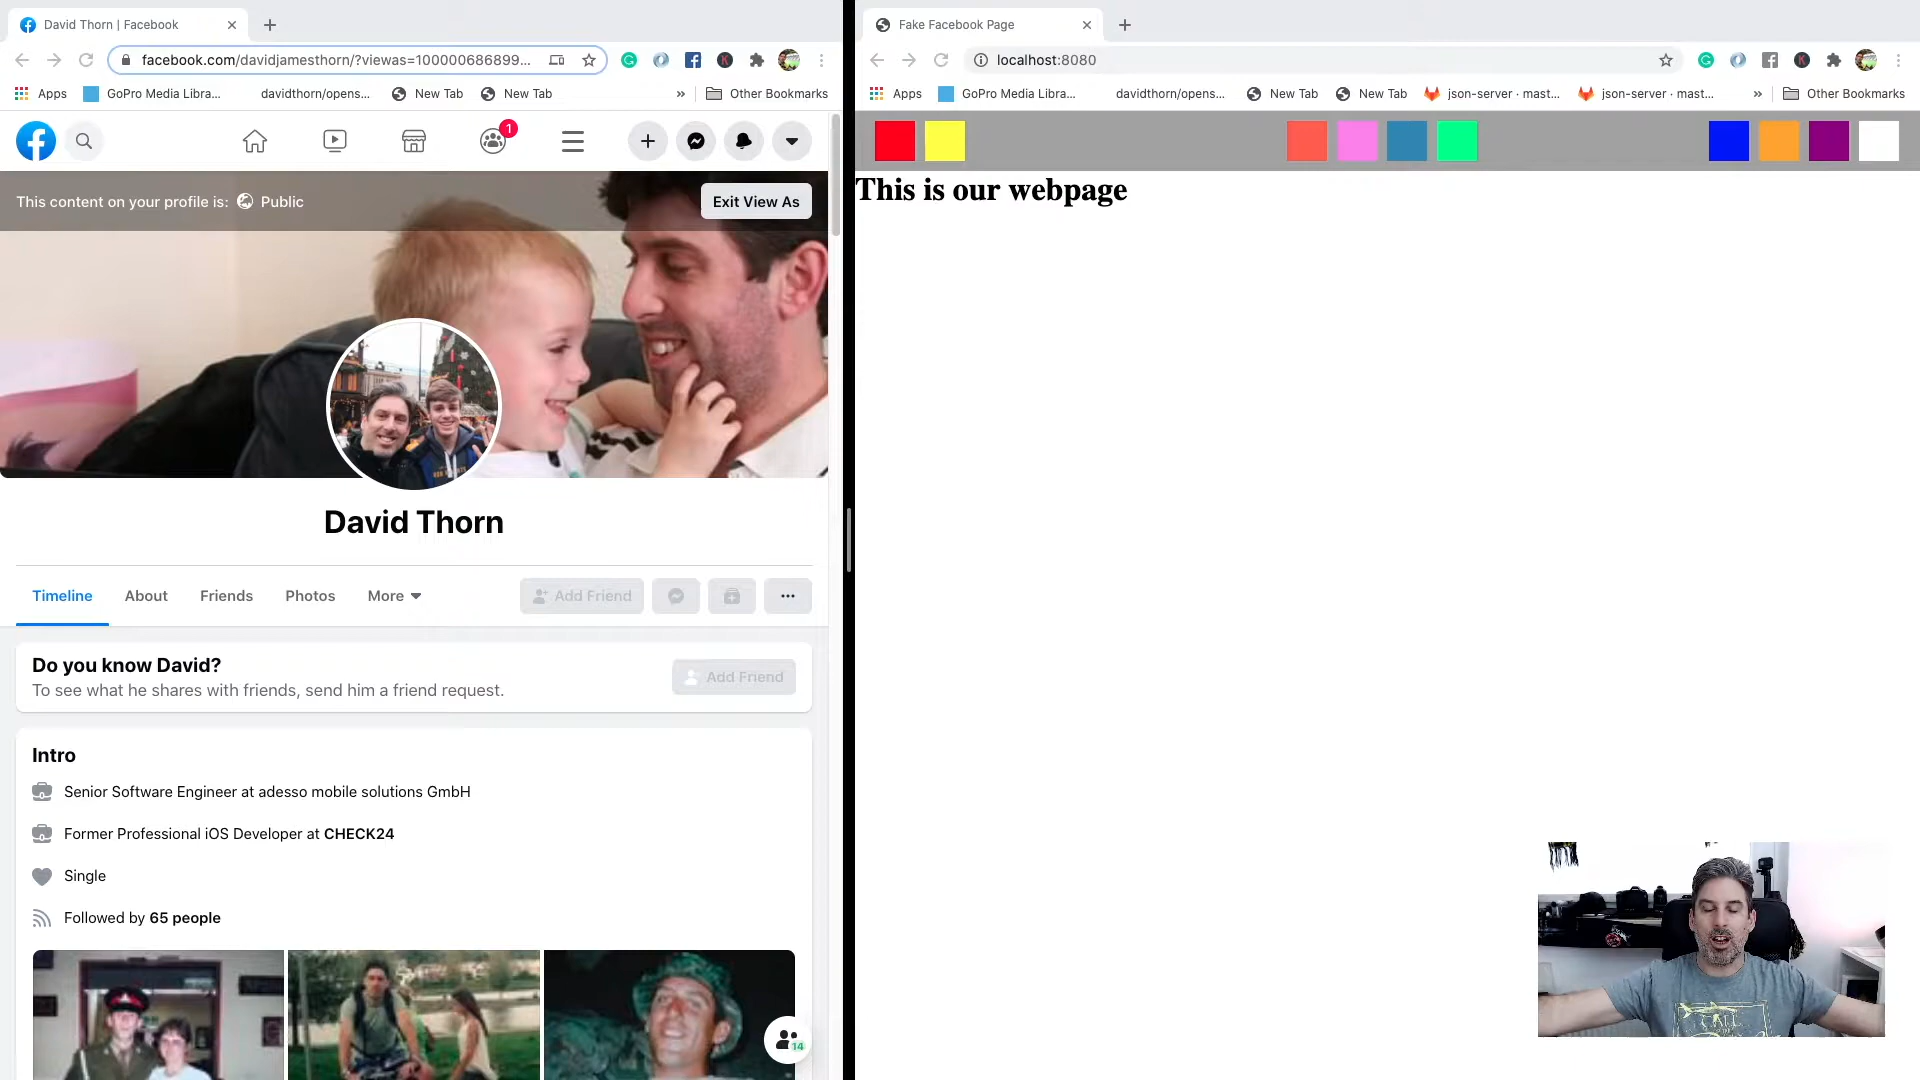 David Thorn | Facebook
facebook.com/davidjamesthorn/?viewas=100000686899...
Apps
GoPro Media Libra...
davidthorn/opens...
New Tab
New Tab
»
Other Bookmarks
1
This content on your profile is:
Public
Exit View As
David Thorn
Timeline
About
Friends
Photos
More
Add Friend
Do you know David?
To see what he shares with friends, send him a friend request.
Add Friend
Intro
Senior Software Engineer at adesso mobile solutions GmbH
Former Professional iOS Developer at CHECK24
Single
Followed by 65 people
14
Fake Facebook Page
localhost:8080
Apps
GoPro Media Libra...
davidthorn/opens...
New Tab
New Tab
json-server · mast...
json-server · mast...
»
Other Bookmarks
This is our webpage